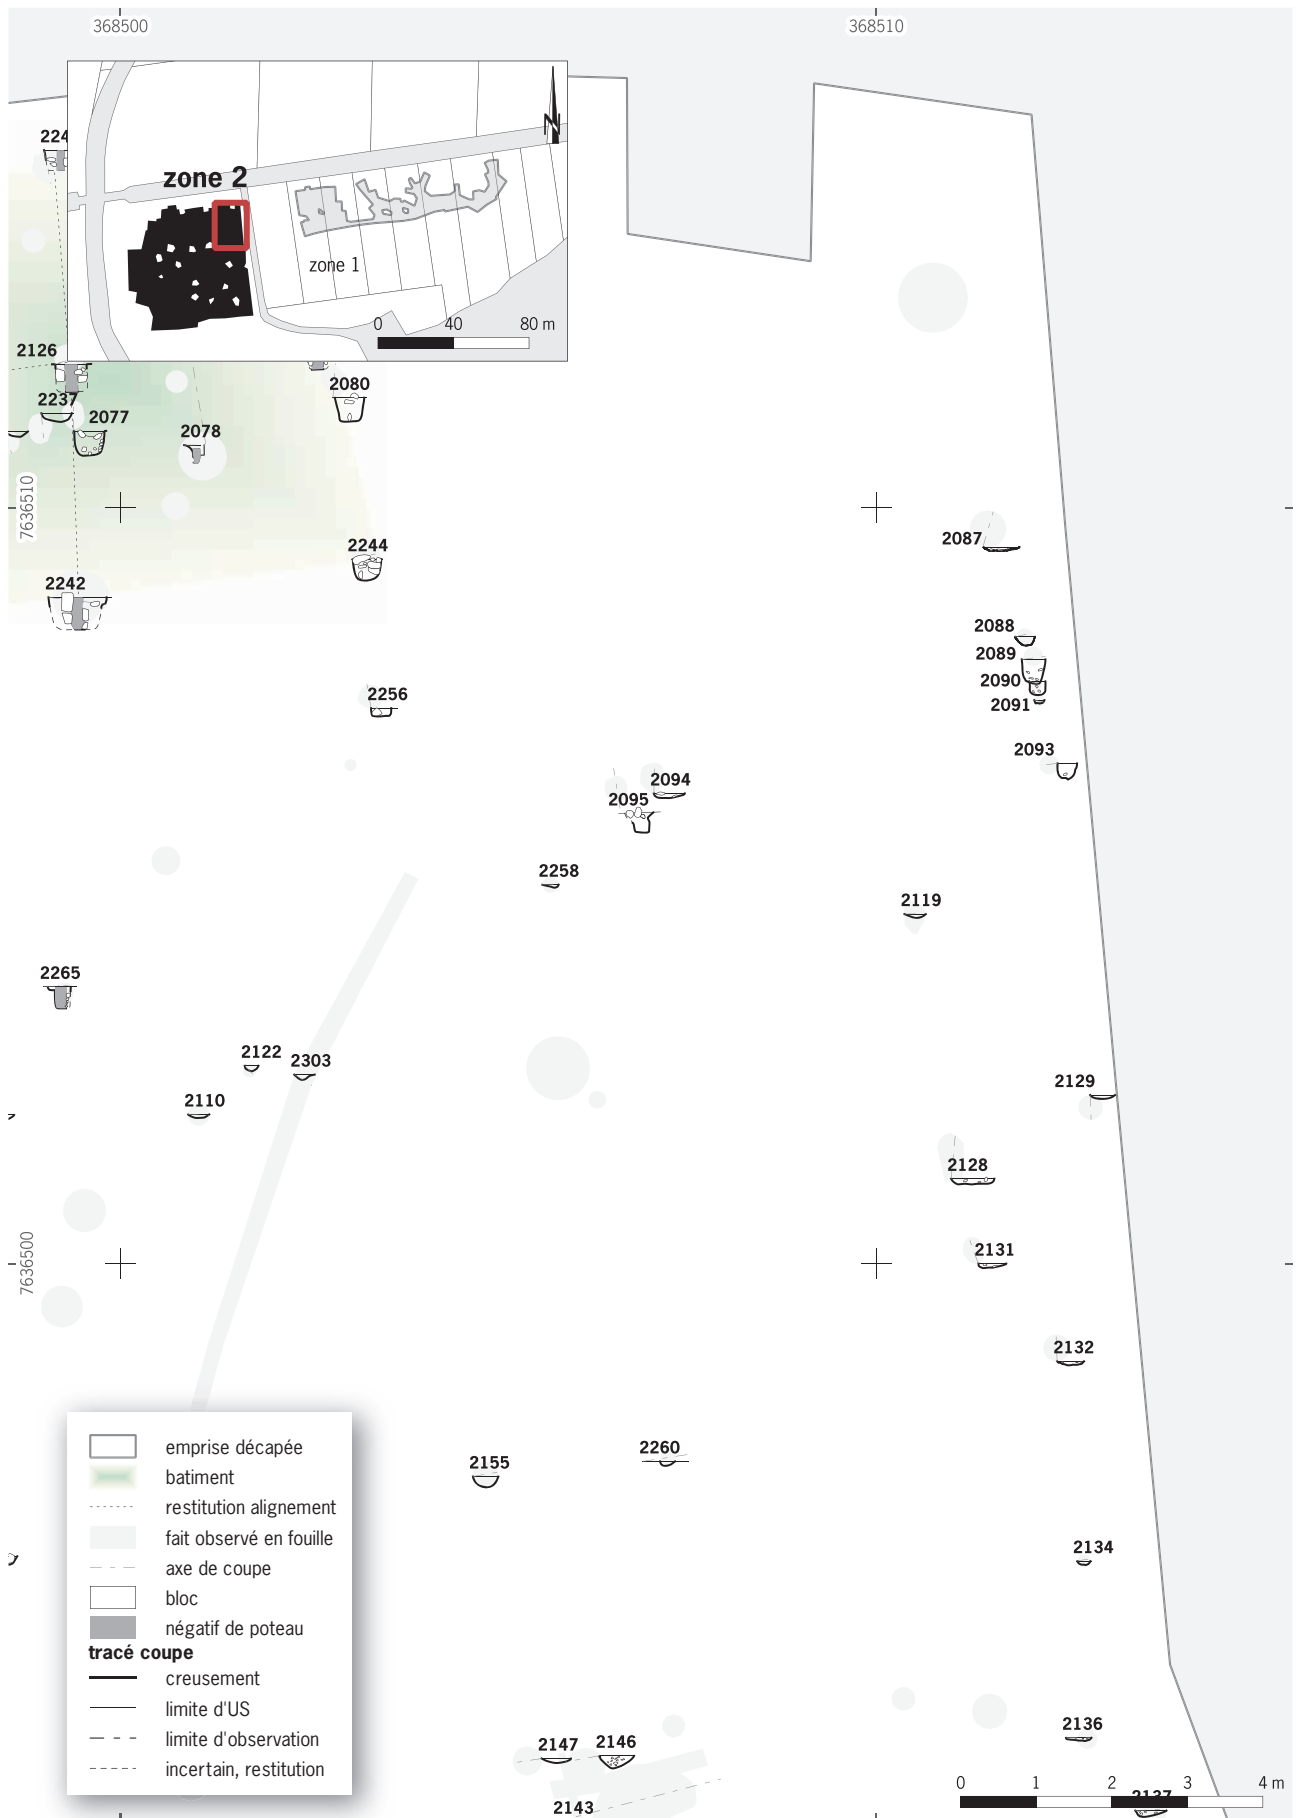 368500
368510
224
N
zone 2
zone 1
0 40 80 m
2126
2237
2077
2078
2080
7636510
2244
2242
2087
2088
2089
2090
2091
2093
2256
2094
2095
2258
2119
2265
2122
2303
2110
2129
2128
7636500
2131
2132
2155
2260
2134
2136
2147
2146
2143
2137
emprise décapée
batiment
restitution alignement
fait observé en fouille
axe de coupe
bloc
négatif de poteau
tracé coupe
creusement
limite d'US
limite d'observation
incertain, restitution
0 1 2 3 4 m